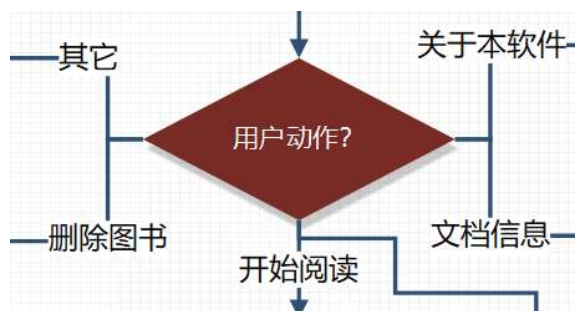 其它
关于本软件
用户动作?
删除图书
文档信息
开始阅读